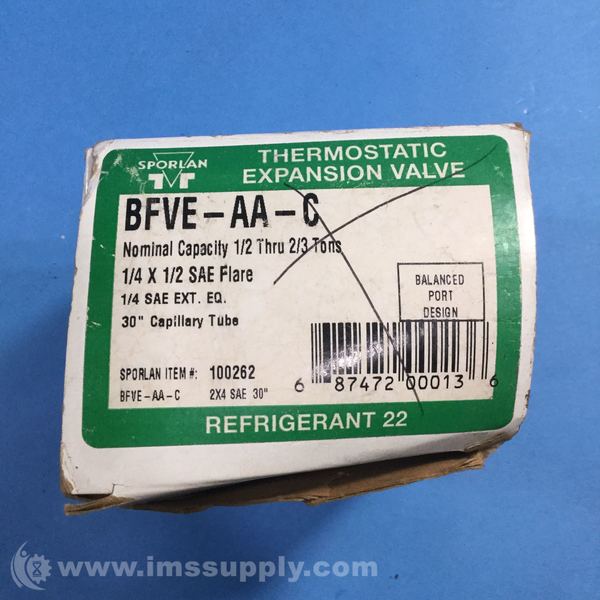 SPORLAN
THERMOSTATIC
EXPANSION VALVE
BFVE-AA-C
Nominal Capacity 1/2 Thru 2/3 Tons
1/4 X 1/2 SAE Flare
1/4 SAE EXT. EQ.
30" Capillary Tube
BALANCED
PORT
DESIGN
SPORLAN ITEM #: 100262
BFVE-AA-C 2X4 SAE 30"
6 87472 00013 6
REFRIGERANT 22
www.imssupply.com